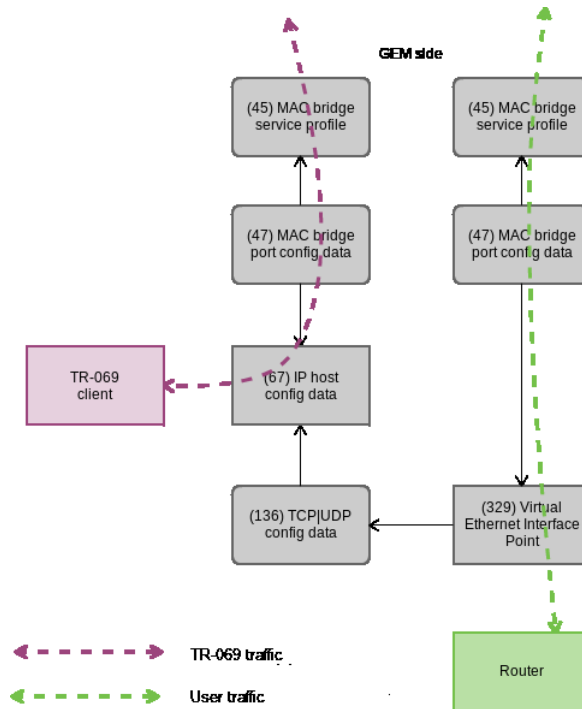 GEM side
(45) MAC bridge
service profile
(45) MAC bridge
service profile
(47) MAC bridge
port config data
(47) MAC bridge
port config data
TR-069
client
(67) IP host
config data
(136) TCP|UDP
config data
(329) Virtual
Ethernet Interface
Point
TR-069 traffic
User traffic
Router